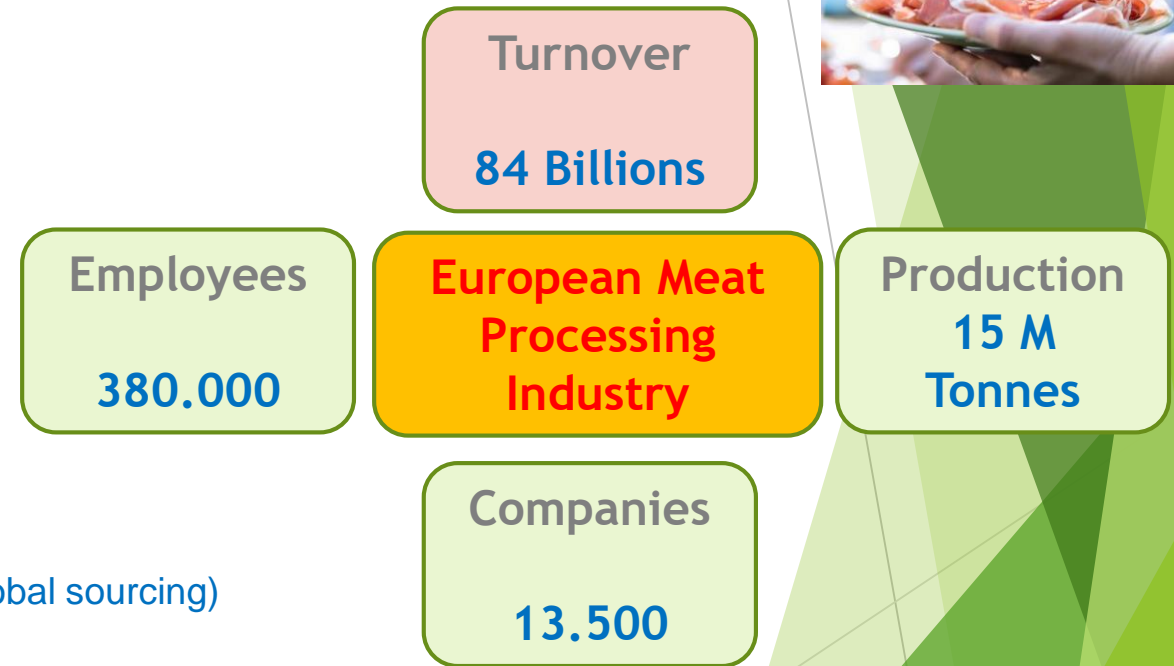 Turnover
84 Billions
Employees
380.000
European Meat
Processing
Industry
Production
15 M
Tonnes
Companies
13.500
obal sourcing)